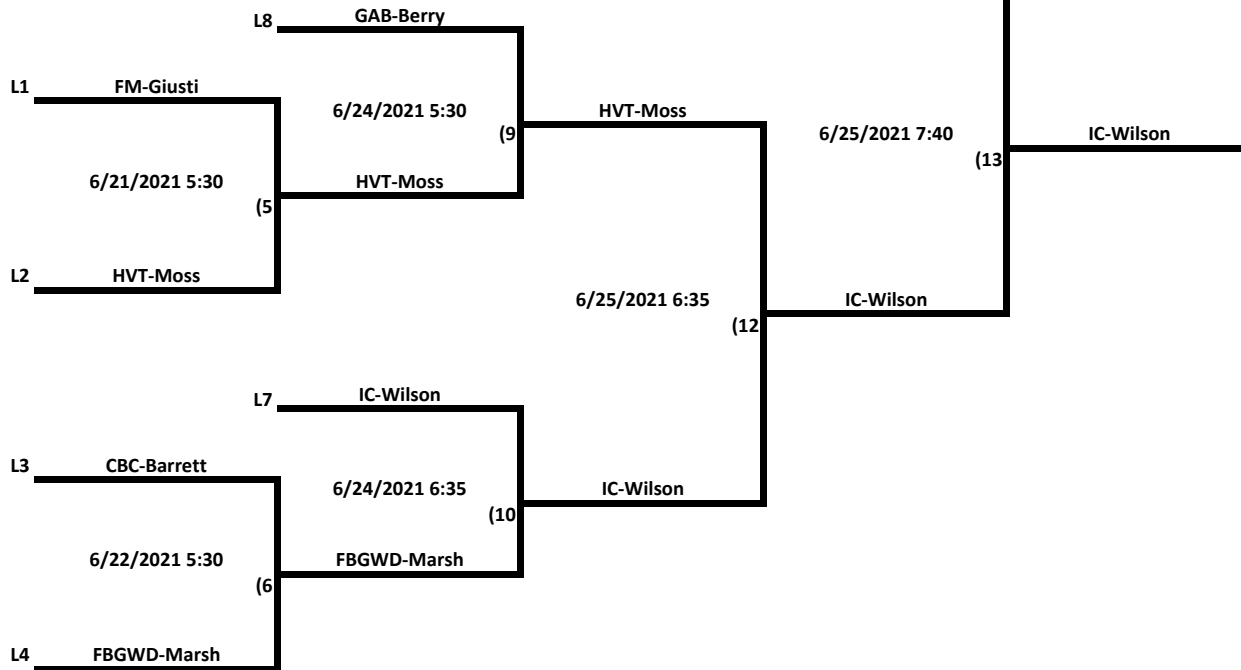 L8 GAB-Berry
L1 FM-Giusti
6/24/2021 5:30
HVT-Moss
6/25/2021 7:40
IC-Wilson
(9
(13
6/21/2021 5:30
HVT-Moss
(5
L2 HVT-Moss
6/25/2021 6:35
IC-Wilson
(12
L7 IC-Wilson
L3 CBC-Barrett
6/24/2021 6:35
IC-Wilson
(10
6/22/2021 5:30
FBGWD-Marsh
(6
L4 FBGWD-Marsh